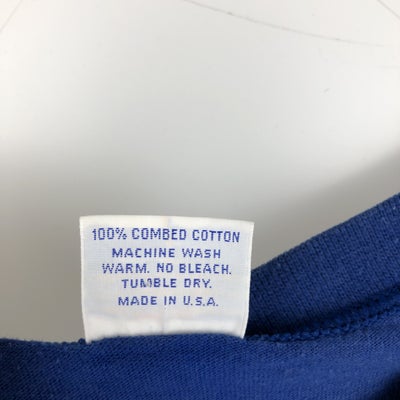 100% COMBED COTTON
MACHINE WASH
WARM. NO BLEACH.
TUMBLE DRY.
MADE IN U.S.A.